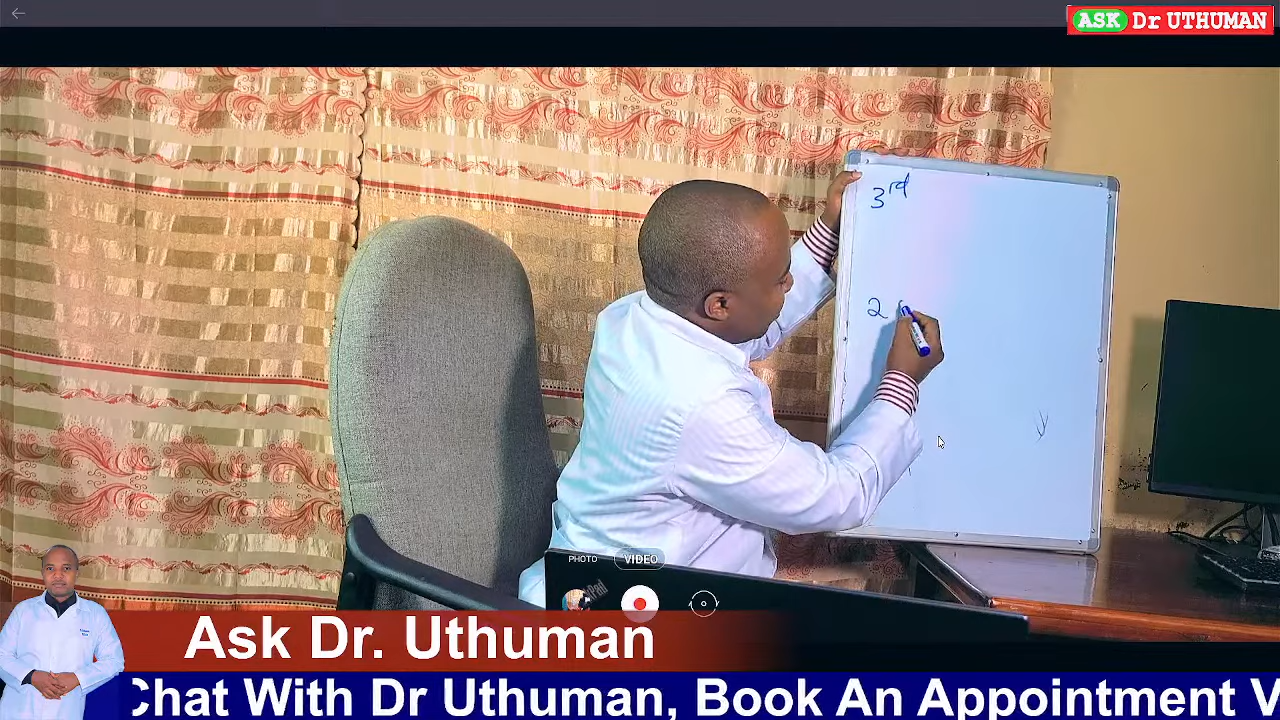 ASK Dr UTHUMAN
3rd
2
PHOTO VIDEO
Ask Dr. Uthuman
Chat With Dr Uthuman, Book An Appointment V